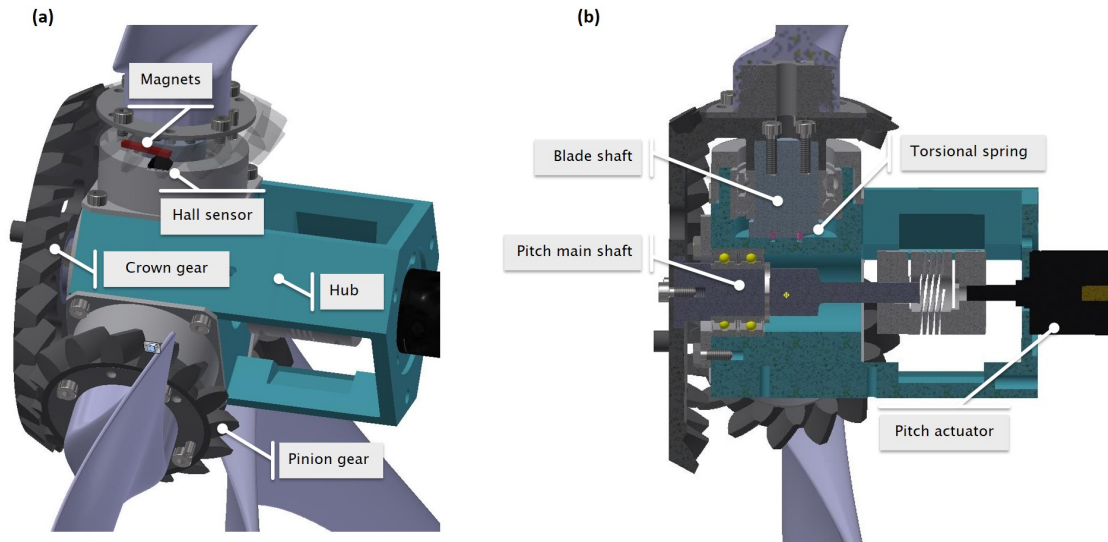 (a)
Magnets
Hall sensor
Crown gear
Hub
Pinion gear
(b)
Blade shaft
Torsional spring
Pitch main shaft
Pitch actuator